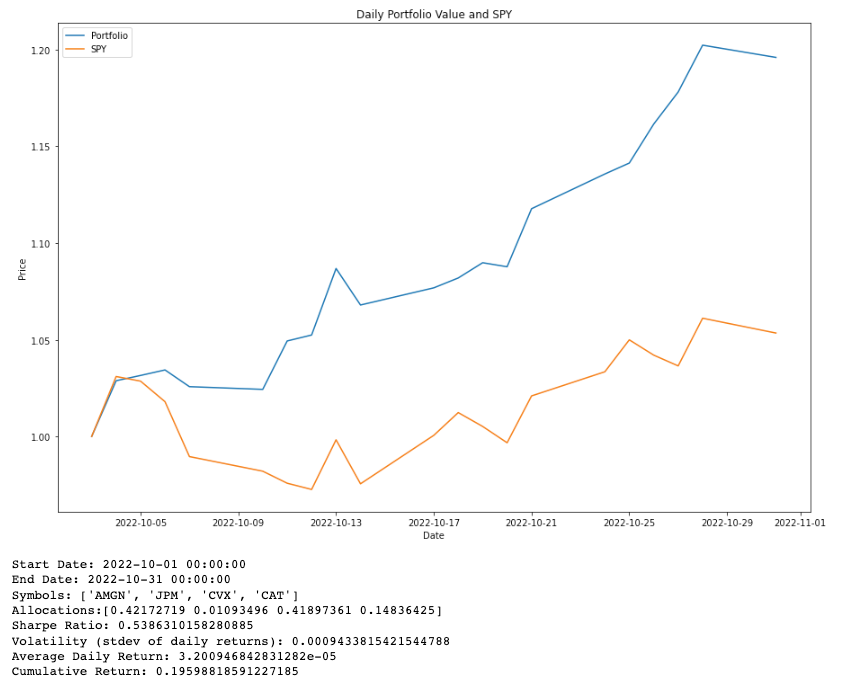 Daily Portfolio Value and SPY
Portfolio
SPY
1.20
1.15
1.10
1.05
1.00
Price
2022-10-05 2022-10-09 2022-10-13 2022-10-17 2022-10-21 2022-10-25 2022-10-29 2022-11-01
Date
Start Date: 2022-10-01 00:00:00
End Date: 2022-10-31 00:00:00
Symbols: ['AMGN', 'JPM', 'CVX', 'CAT']
Allocations:[0.42172719 0.01093496 0.41897361 0.14836425]
Sharpe Ratio: 0.5386310158280885
Volatility (stdev of daily returns): 0.0009433815421544788
Average Daily Return: 3.200946842831282e-05
Cumulative Return: 0.19598818591227185